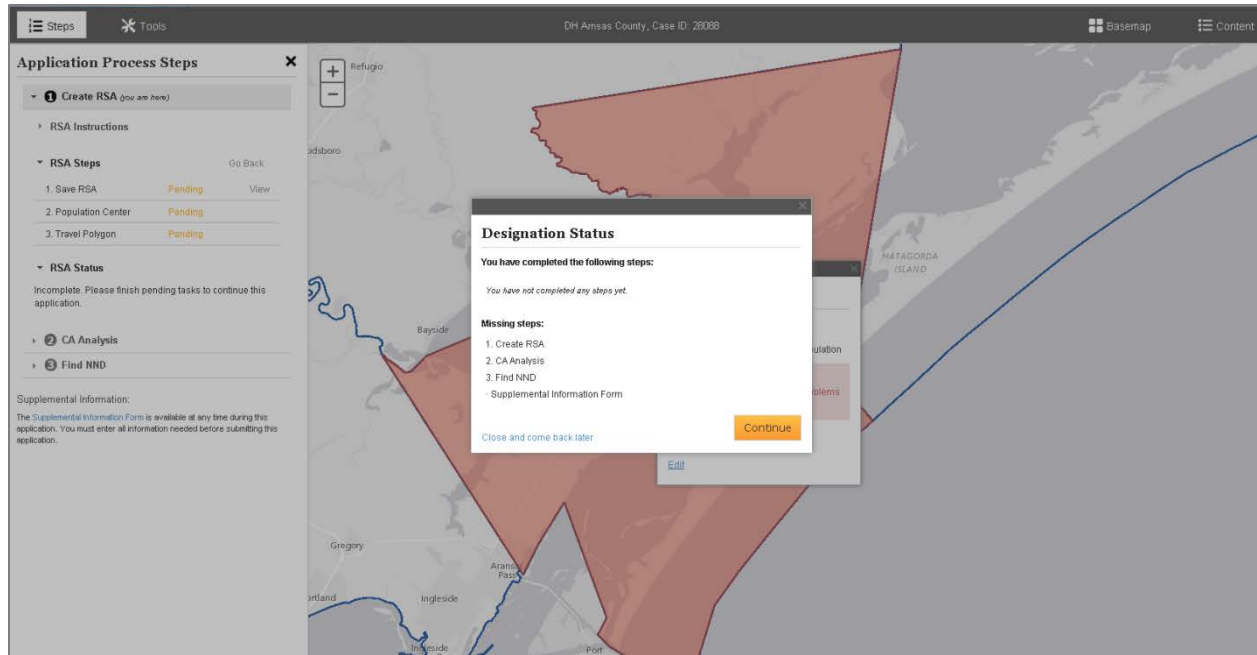 Steps
Tools
DH Arnsas County, Case ID: 28088
Basemap
Content
Application Process Steps
1 Create RSA (you are here)
RSA Instructions
RSA Steps Go Back
1. Save RSA Pending View
2. Population Center Pending
3. Travel Polygon Pending
RSA Status
Incomplete. Please finish pending tasks to continue this
application.
2 CA Analysis
3 Find NND
Supplemental Information:
The Supplemental Information Form is available at any time during this
application. You must enter all information needed before submitting this
application.
Refugio
odsboro
Bayside
MATAGORDA
ISLAND
Designation Status
You have completed the following steps:
You have not completed any steps yet.
Missing steps:
1. Create RSA
2. CA Analysis
3. Find NND
· Supplemental Information Form
Close and come back later
Continue
ulation
oblems
Edit
Gregory
Aransas
Pass
ortland
Ingleside
Ingleside
Port